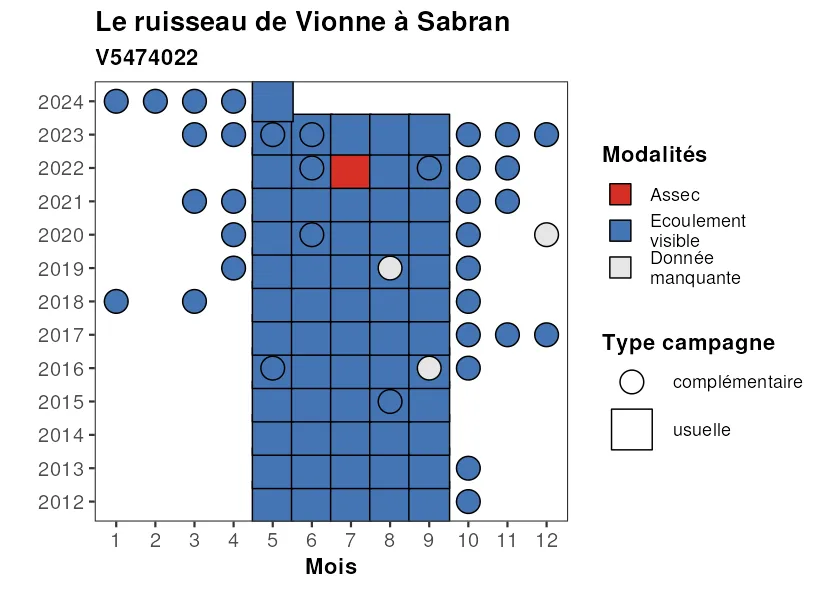 Le ruisseau de Vionne à Sabran
V5474022
2024
2023
2022
2021
2020
2019
2018
2017
2016
2015
2014
2013
2012
1 2 3 4 5 6 7 8 9 10 11 12
Mois
Modalités
Assec
Ecoulement
visible
Donnée
manquante
Type campagne
complémentaire
usuelle